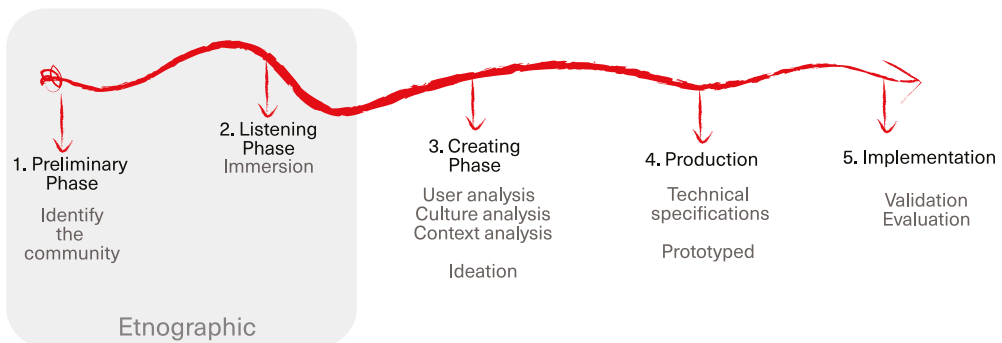 1. Preliminary
Phase
Identify
the
community
2. Listening
Phase
Immersion
Etnographic
3. Creating
Phase
User analysis
Culture analysis
Context analysis
Ideation
4. Production
Technical
specifications
Prototyped
5. Implementation
Validation
Evaluation